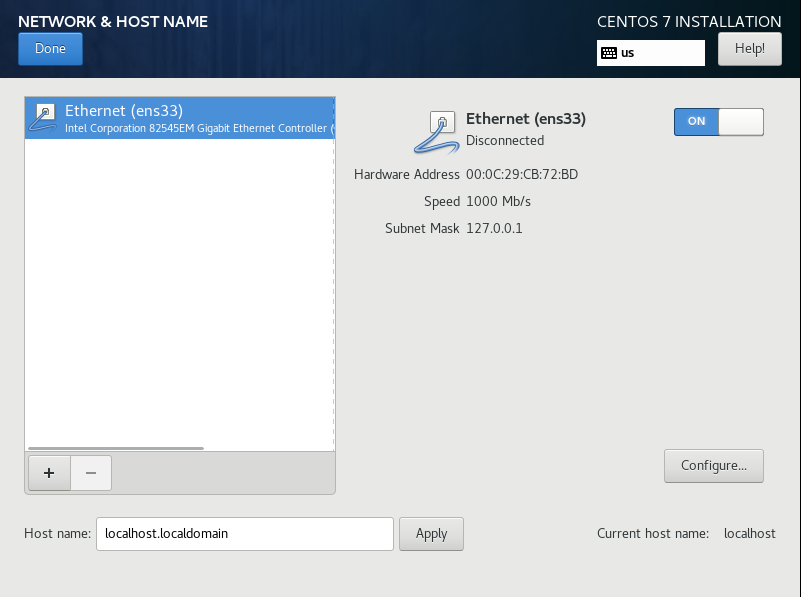 NETWORK & HOST NAME
CENTOS 7 INSTALLATION
Done
us
Help!
Ethernet (ens33)
Intel Corporation 82545EM Gigabit Ethernet Controller (
Ethernet (ens33)
Disconnected
ON
Hardware Address 00:0C:29:CB:72:BD
Speed 1000 Mb/s
Subnet Mask 127.0.0.1
+ −
Configure...
Host name: localhost.localdomain Apply
Current host name: localhost